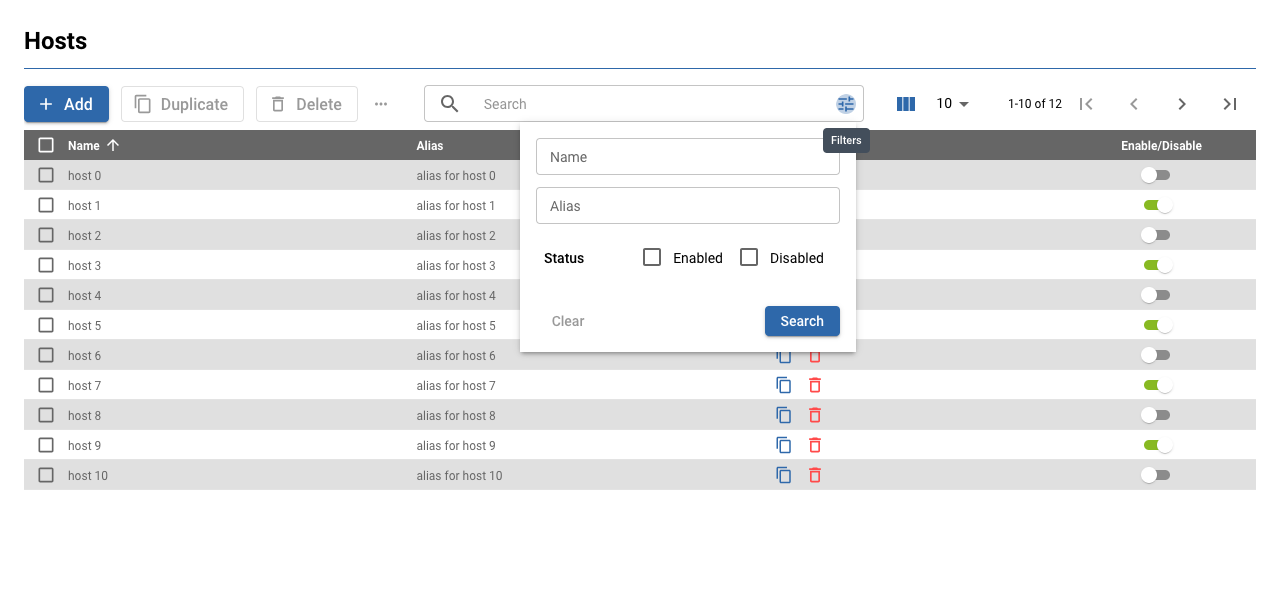 Hosts
Add Duplicate Delete ··· Search 10 1-10 of 12
Filters
Name Alias Enable/Disable
Name
Alias
Status Enabled Disabled
Clear Search
host 0 alias for host 0
host 1 alias for host 1
host 2 alias for host 2
host 3 alias for host 3
host 4 alias for host 4
host 5 alias for host 5
host 6 alias for host 6
host 7 alias for host 7
host 8 alias for host 8
host 9 alias for host 9
host 10 alias for host 10